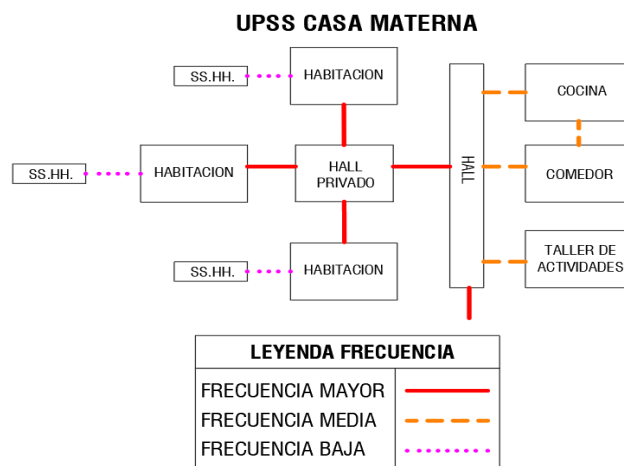 UPSS CASA MATERNA
SS.HH.
HABITACION
SS.HH.
HABITACION
HALL
PRIVADO
SS.HH.
HABITACION
HALL
COCINA
COMEDOR
TALLER DE
ACTIVIDADES
LEYENDA FRECUENCIA
FRECUENCIA MAYOR
FRECUENCIA MEDIA
FRECUENCIA BAJA